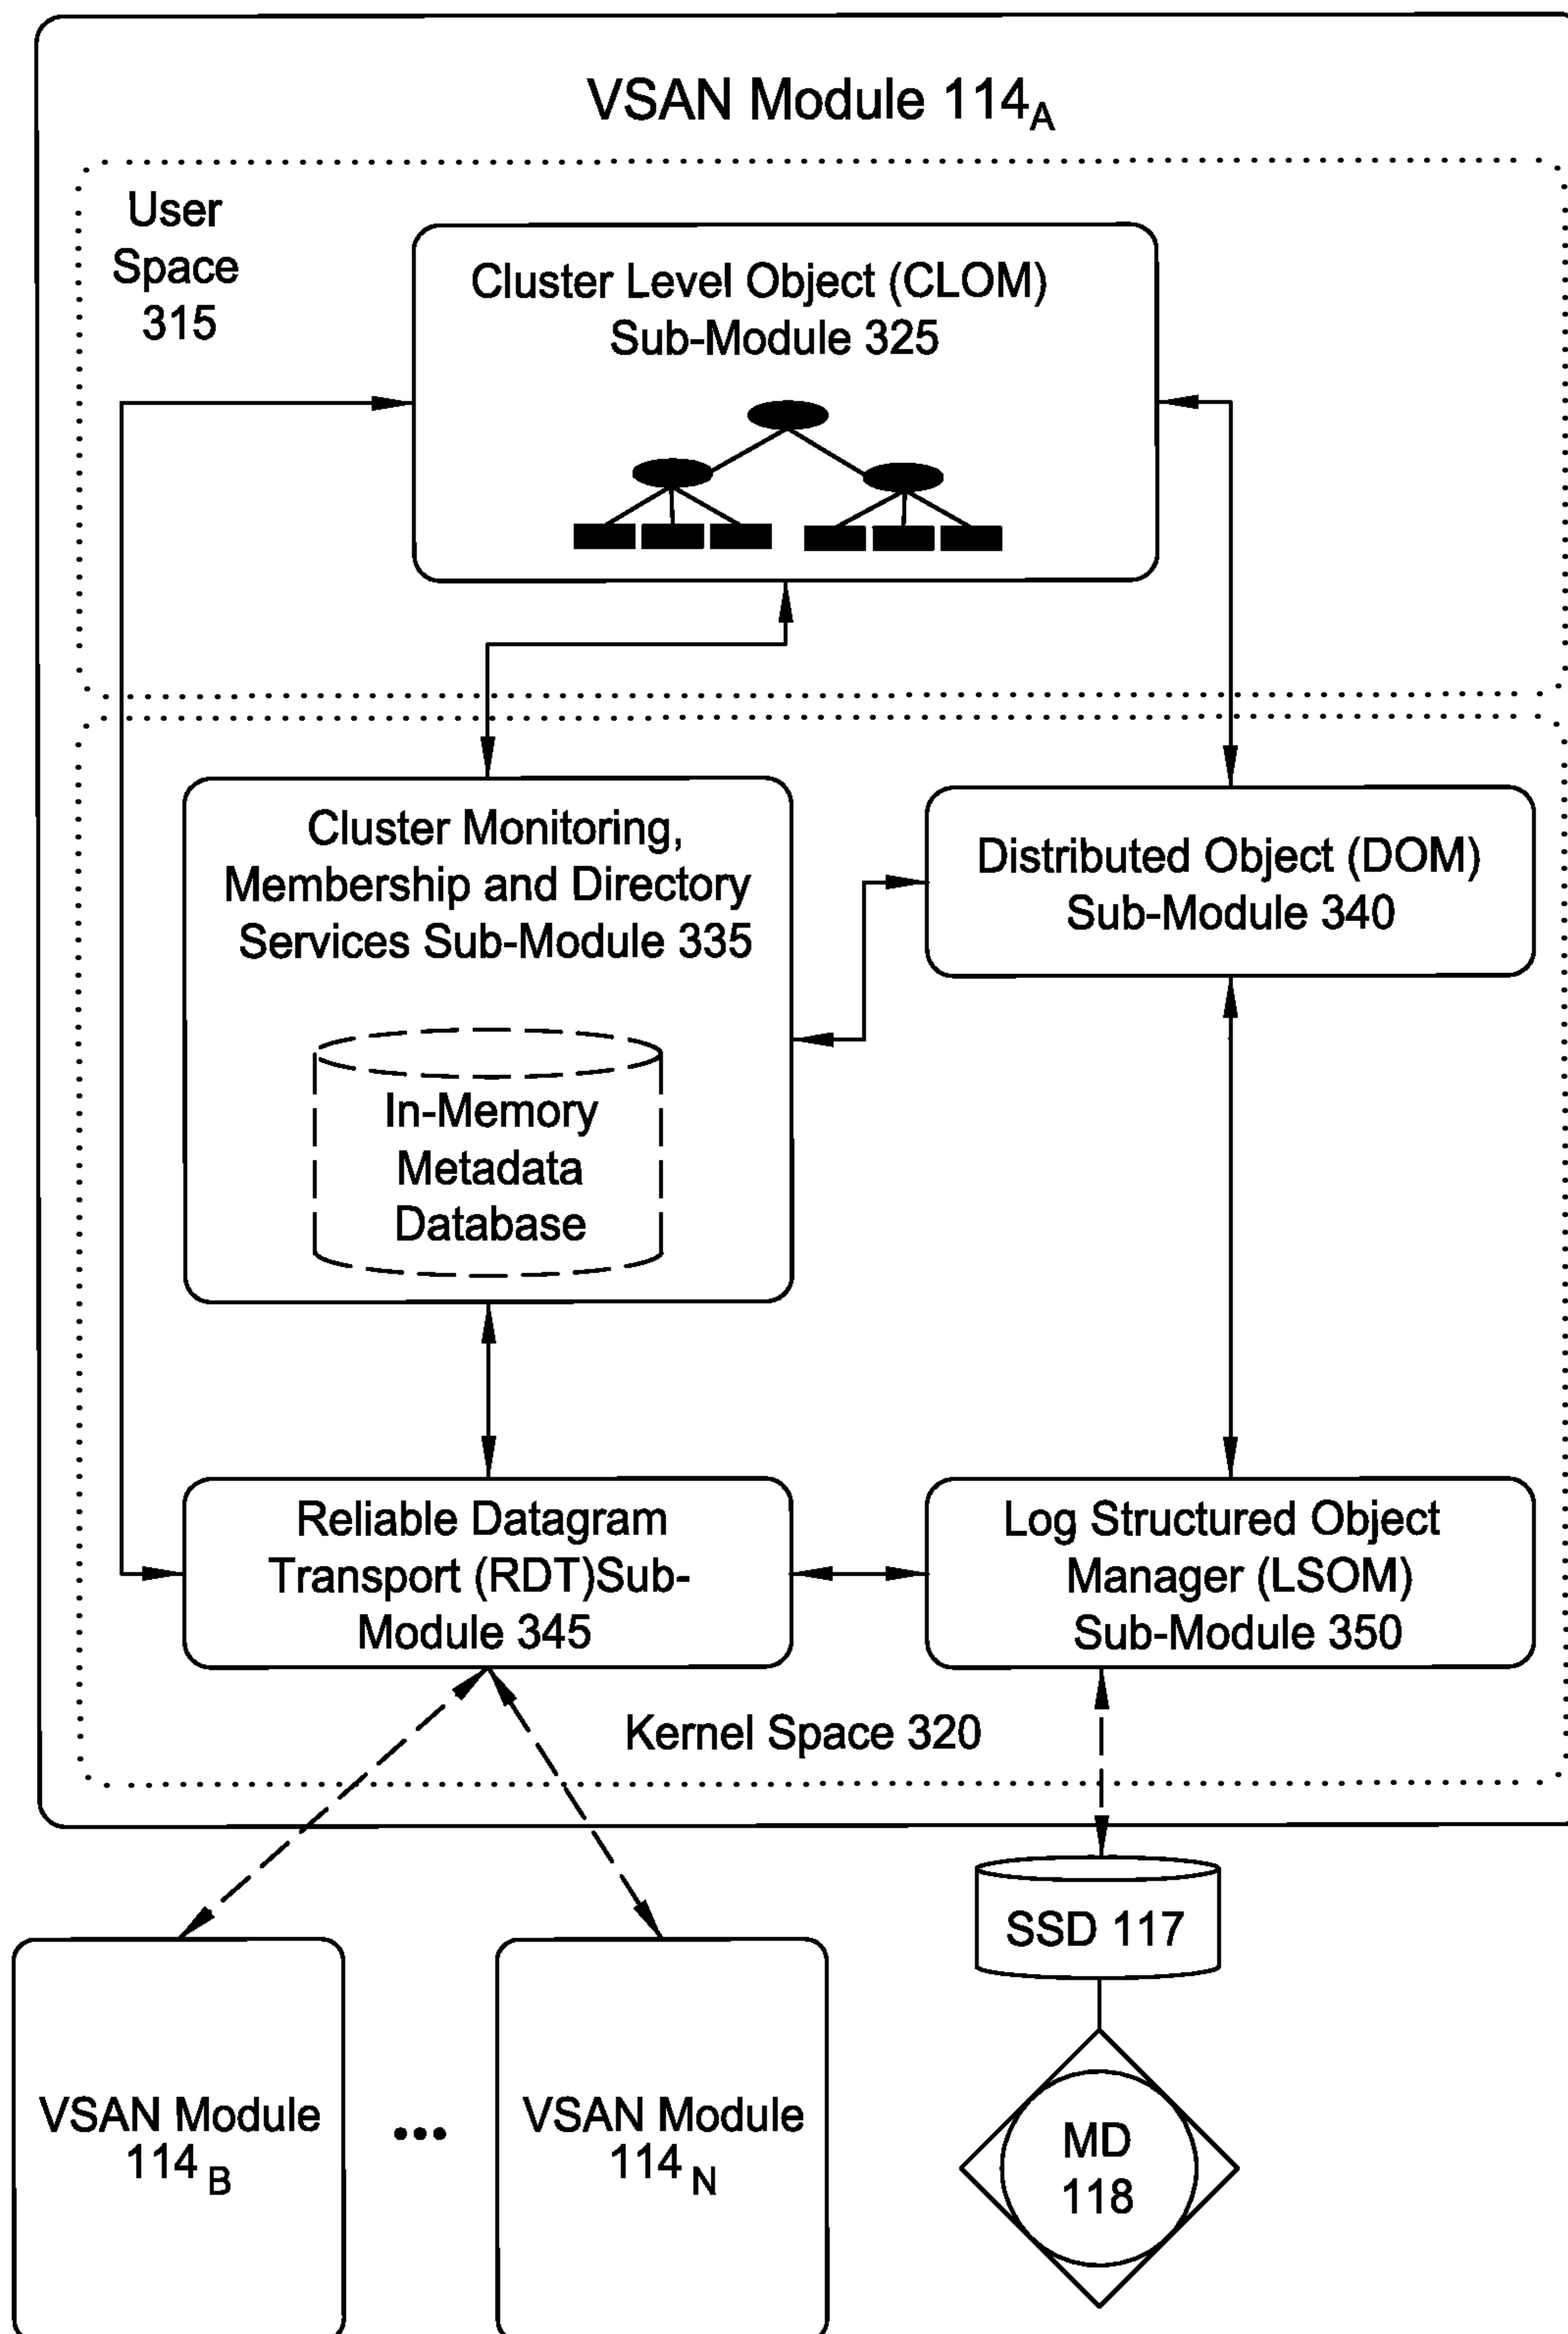 VSAN Module 114A
User
Space
315
Cluster Level Object (CLOM)
Sub-Module 325
Cluster Monitoring,
Membership and Directory
Services Sub-Module 335
In-Memory
Metadata
Database
Distributed Object (DOM)
Sub-Module 340
Reliable Datagram
Transport (RDT)Sub-
Module 345
Log Structured Object
Manager (LSOM)
Sub-Module 350
Kernel Space 320
SSD 117
VSAN Module
114 B
...
VSAN Module
114 N
MD
118